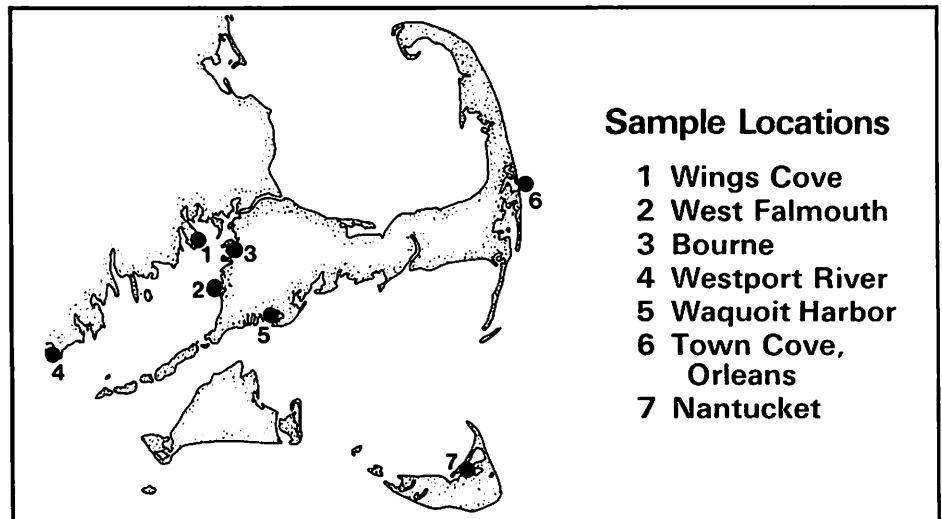 Sample Locations
1 Wings Cove
2 West Falmouth
3 Bourne
4 Westport River
5 Waquoit Harbor
6 Town Cove,
Orleans
7 Nantucket
1
2
3
4
5
6
7